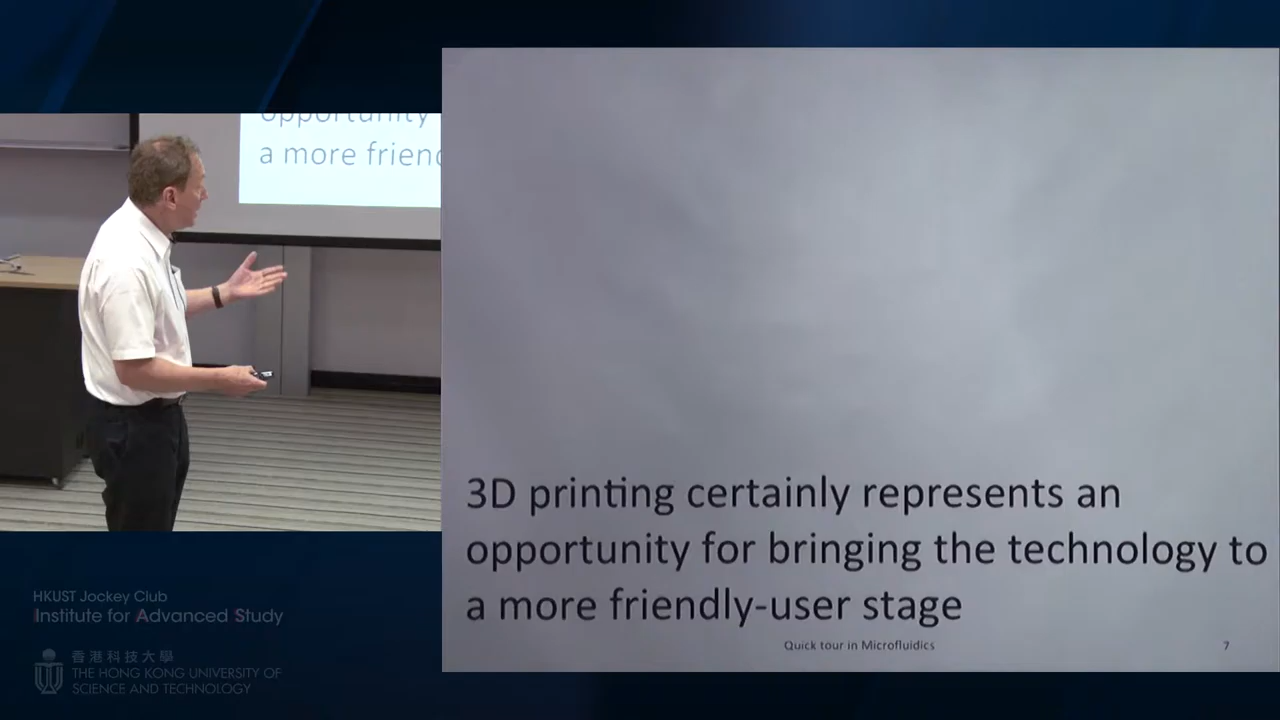 opportunity
a more friend
3D printing certainly represents an
opportunity for bringing the technology to
a more friendly-user stage
Quick tour in Microfluidics
7
HKUST Jockey Club
Institute for Advanced Study
香港科技大學
THE HONG KONG UNIVERSITY OF
SCIENCE AND TECHNOLOGY